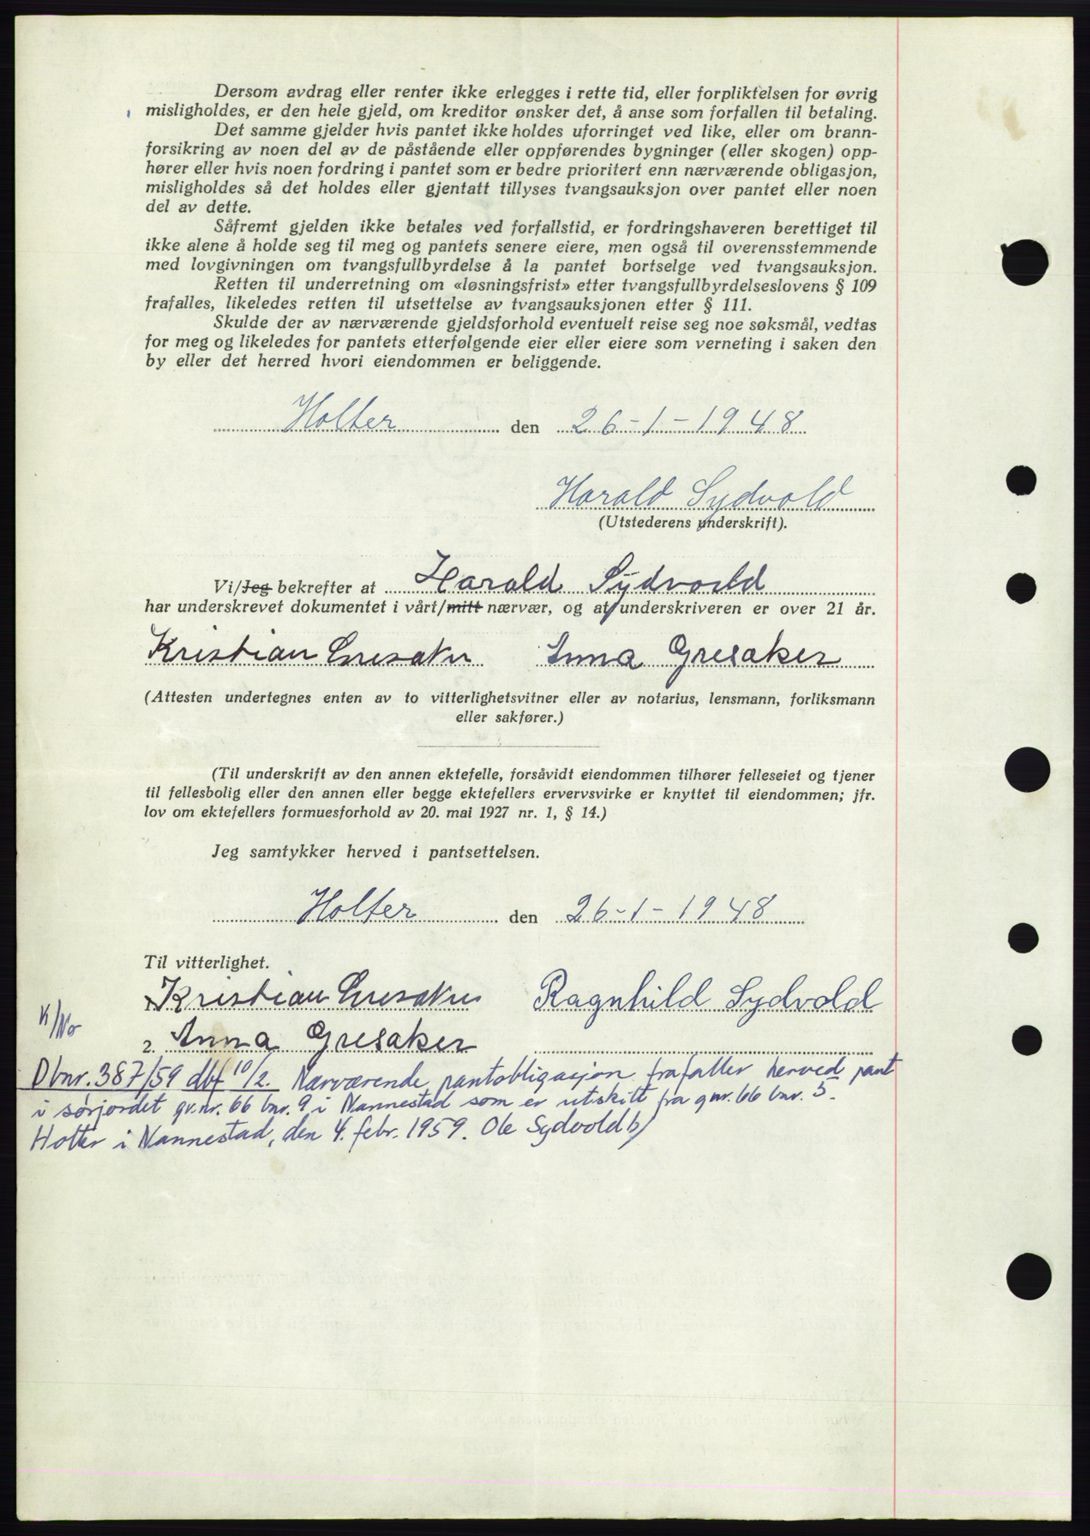 Dersom avdrag eller renter ikke erlegges i rette tid, eller forpliktelsen for øvrig
misligholdes, er den hele gjeld, om kreditor ønsker det, å anse som forfallen til betaling.
Det samme gjelder hvis pantet ikke holdes uforringet ved like, eller om brann-
forsikring av noen del av de påstående eller oppførendes bygninger (eller skogen) opp-
hører eller hvis noen fordring i pantet som er bedre prioritert enn nærværende obligasjon,
misligholdes så det holdes eller gjentatt tillyses tvangsauksjon over pantet eller noen
del av dette.
Såfremt gjelden ikke betales ved forfallstid, er fordringshaveren berettiget til
ikke alene å holde seg til meg og pantets senere eiere, men også til overensstemmende
med lovgivningen om tvangsfullbyrdelse å la pantet bortselge ved tvangsauksjon.
Retten til underretning om «løsningsfrist» etter tvangsfullbyrdelseslovens § 109
frafalles, likeledes retten til utsettelse av tvangsauksjonen etter § 111.
Skulde der av nærværende gjeldsforhold eventuelt reise seg noe søksmål, vedtas
for meg og likeledes for pantets etterfølgende eier eller eiere som verneting i saken den
by eller det herred hvori eiendommen er beliggende.
Holter den 26-1-1948
Harald Sydvold
(Utstederens underskrift).
Vi/Jeg bekrefter at Harald Sydvold
har underskrevet dokumentet i vårt/mitt nærvær, og at underskriveren er over 21 år.
Kristian Gresaker Anna Gresaker
(Attesten undertegnes enten av to vitterlighetsvitner eller av notarius, lensmann, forliksmann
eller sakfører.)
(Til underskrift av den annen ektefelle, forsåvidt eiendommen tilhører felleseiet og tjener
til fellesbolig eller den annen eller begge ektefellers ervervsvirke er knyttet til eiendommen; jfr.
lov om ektefellers formuesforhold av 20. mai 1927 nr. 1, § 14.)
Jeg samtykker herved i pantsettelsen.
Holter den 26-1-1948
Til vitterlighet.
1. Kristian Gresaker Ragnhild Sydvold
K/No
2. Anna Gresaker
Dbnr. 387/59 dbf 10/2. Nærværende pantobligasjon frafaller herved pant
i sørjordet gr.nr. 66 bnr. 9 i Nannestad som er utskilt fra gnr. 66 bnr. 5.
Holter i Nannestad, den 4. febr. 1959. Ole Sydvold